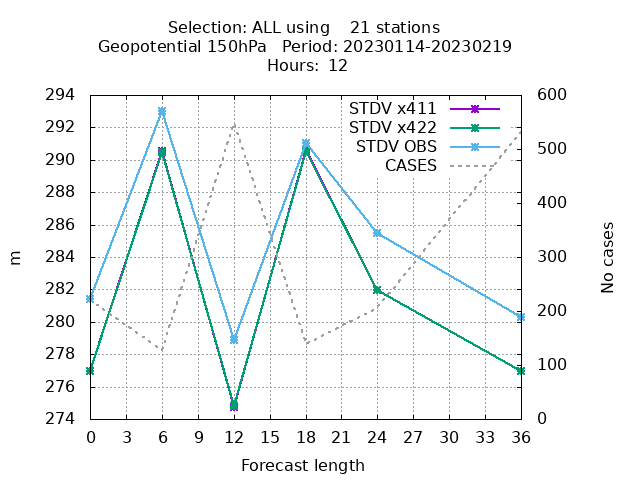 Selection: ALL using    21 stations
Geopotential 150hPa   Period: 20230114-20230219
Hours: 12
294 600
STDV x411
292 STDV x422
290 STDV OBS 500
CASES
288 400
286
284 300
m No cases
282
280 200
278
276 100
274 0
0 3 6 9 12 15 18 21 24 27 30 33 36
Forecast length